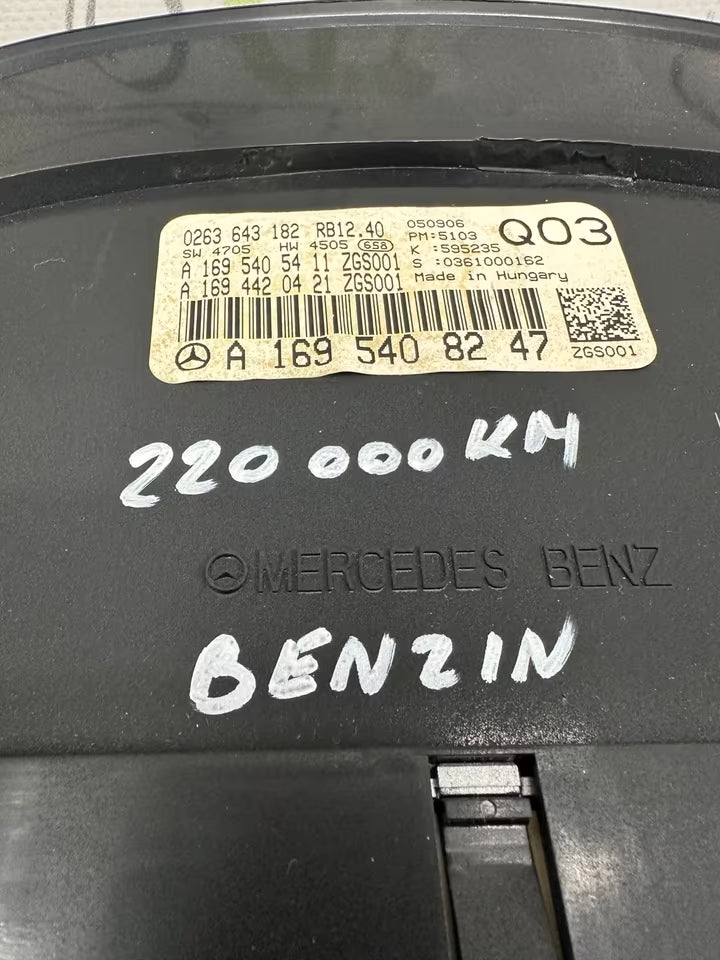 0263 643 182 RB12.40 050906 Q03
SW 4705 HW 4505 658 PM:5103
A 169 540 54 11 ZGS001 K :595235
A 169 442 04 21 ZGS001 S :0361000162
Made in Hungary
A 169 540 82 47 ZGS001
220 000 KM
MERCEDES BENZ
BENZIN